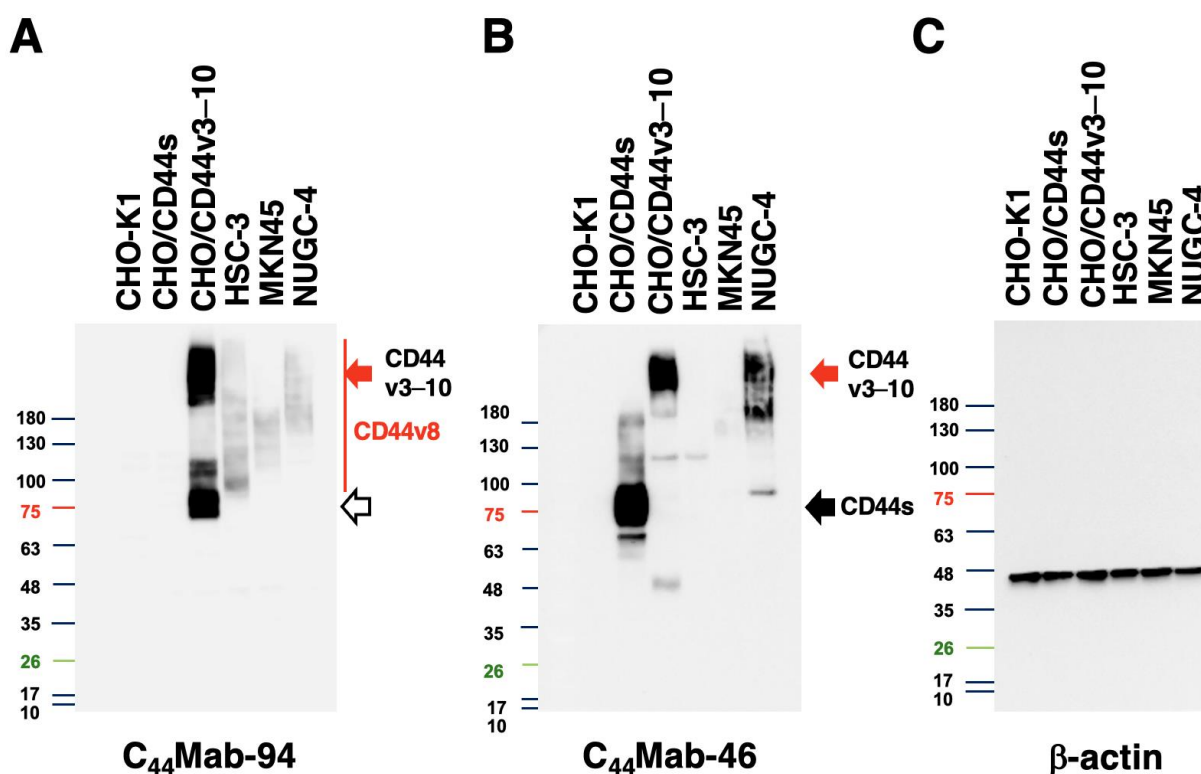 A
CHO-K1
CHO/CD44s
CHO/CD44v3–10
HSC-3
MKN45
NUGC-4
180
130
100
75
63
48
35
26
17
10
CD44
v3–10
CD44v8
C₄₄Mab-94
B
CHO-K1
CHO/CD44s
CHO/CD44v3–10
HSC-3
MKN45
NUGC-4
180
130
100
75
63
48
35
26
17
10
CD44
v3–10
CD44s
C₄₄Mab-46
C
CHO-K1
CHO/CD44s
CHO/CD44v3–10
HSC-3
MKN45
NUGC-4
180
130
100
75
63
48
35
26
17
10
β-actin